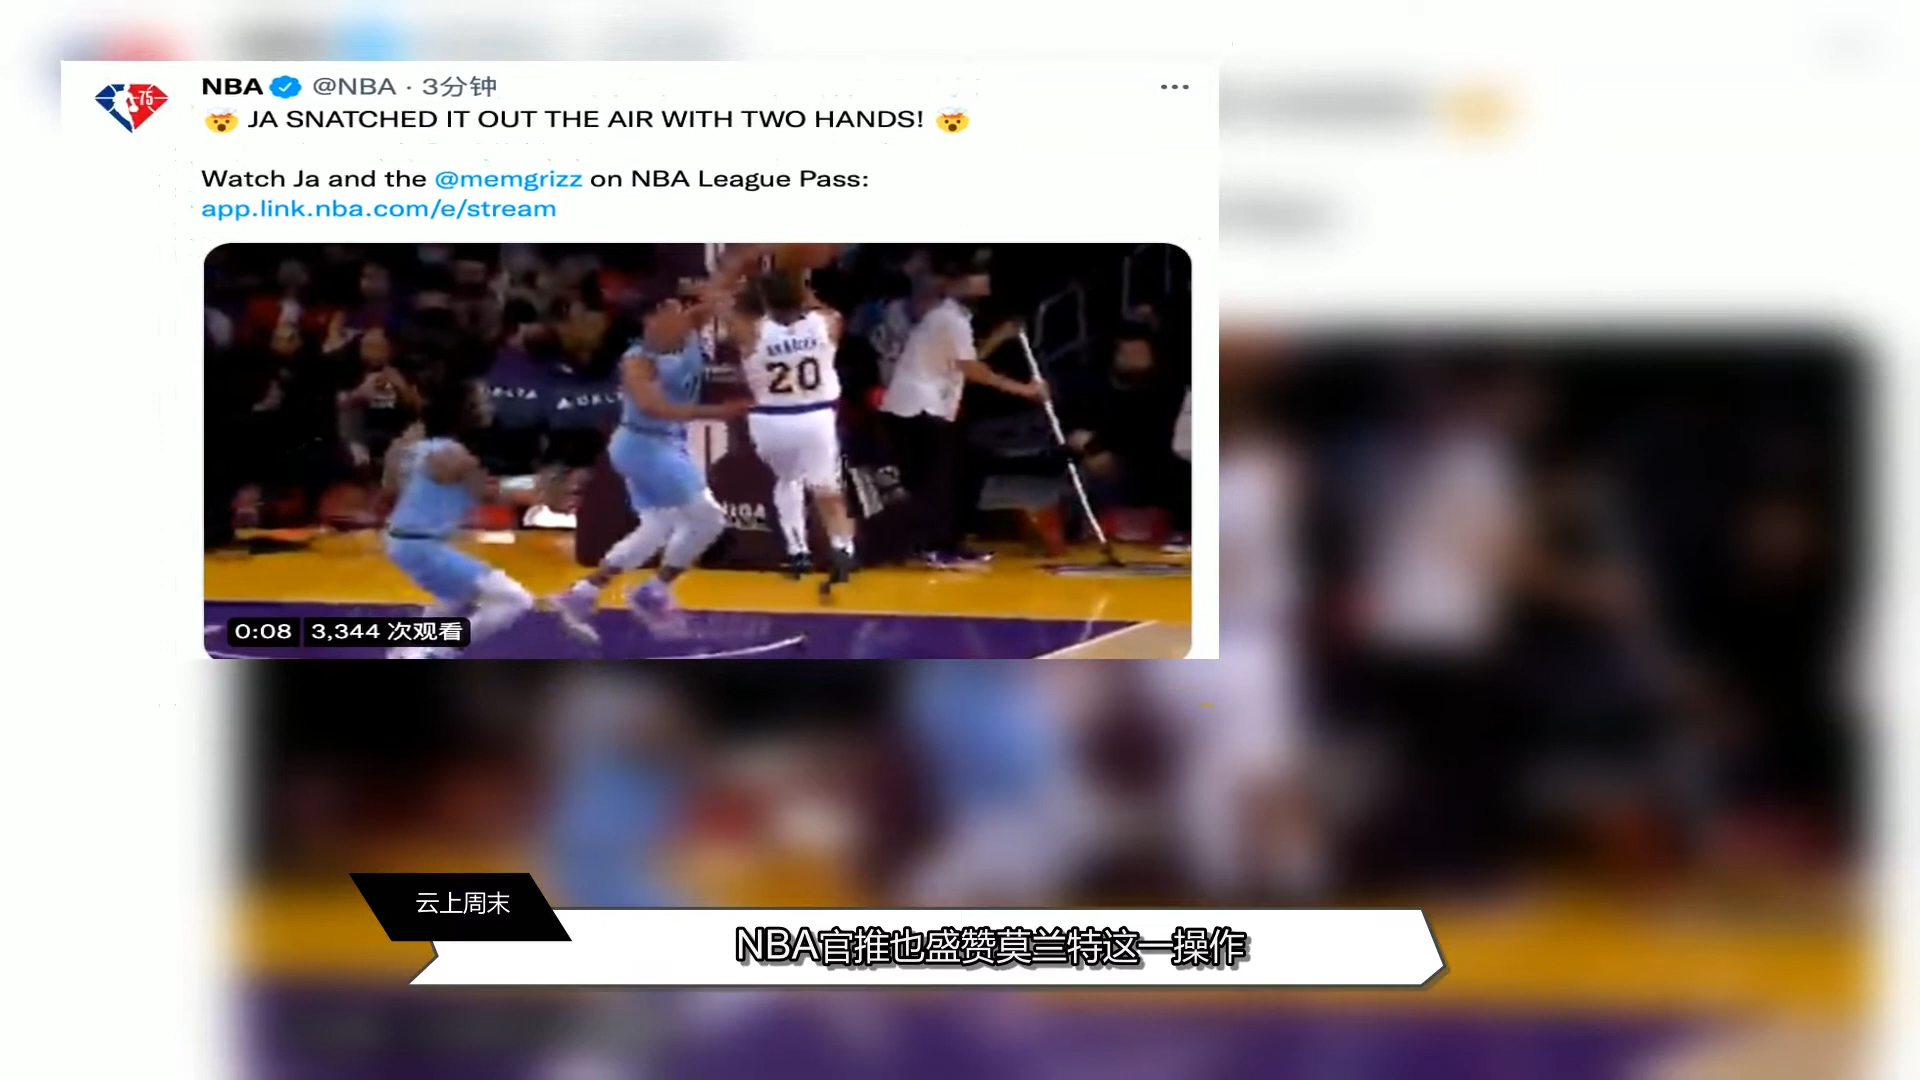 NBA @NBA · 3分钟
75
🤯 JA SNATCHED IT OUT THE AIR WITH TWO HANDS! 🤯
Watch Ja and the @memgrizz on NBA League Pass:
app.link.nba.com/e/stream
DELTA
20
0:08 3,344 次观看
云上周末
NBA官推也盛赞莫兰特这一操作